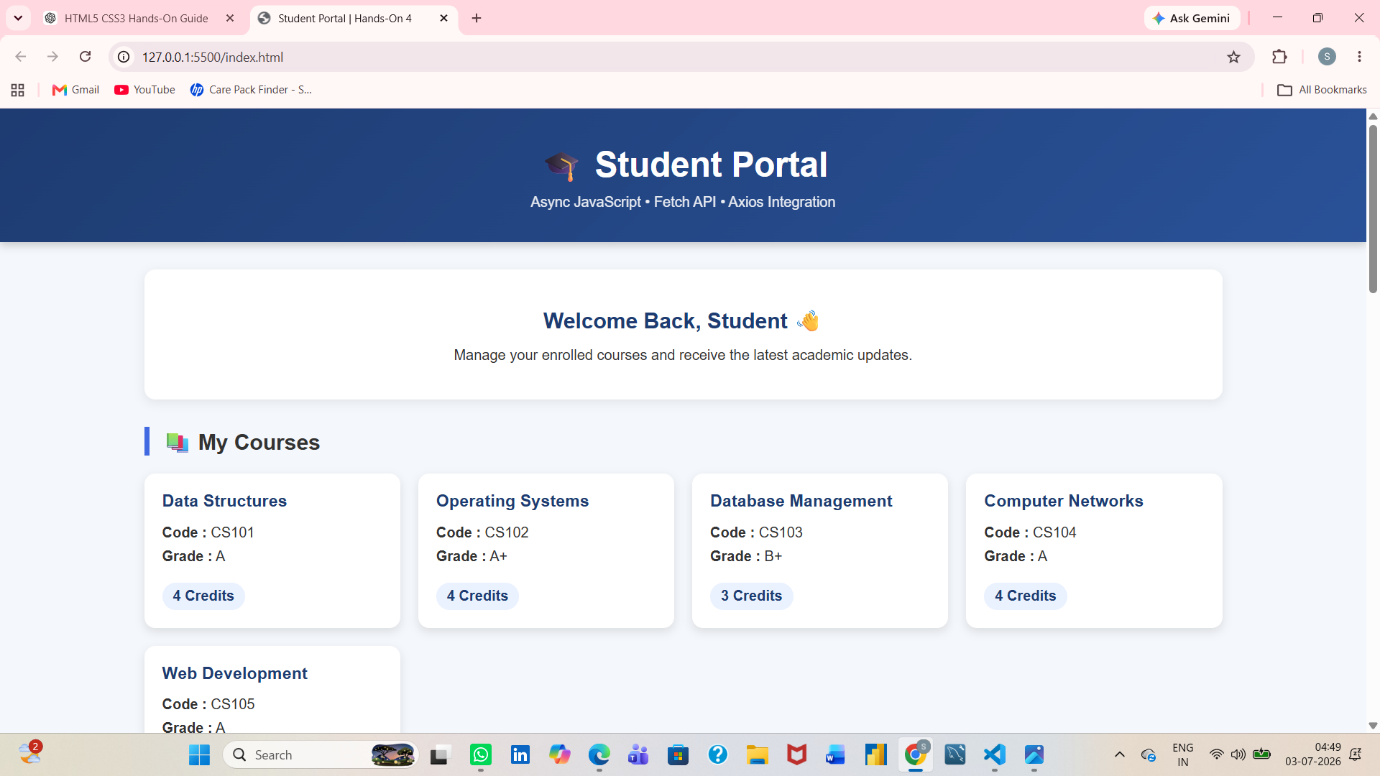 HTML5 CSS3 Hands-On Guide
Student Portal | Hands-On 4
Ask Gemini
127.0.0.1:5500/index.html
S
Gmail
YouTube
Care Pack Finder - S...
All Bookmarks
Student Portal
Async JavaScript • Fetch API • Axios Integration
Welcome Back, Student
Manage your enrolled courses and receive the latest academic updates.
My Courses
Data Structures
Code : CS101
Grade : A
4 Credits
Operating Systems
Code : CS102
Grade : A+
4 Credits
Database Management
Code : CS103
Grade : B+
3 Credits
Computer Networks
Code : CS104
Grade : A
4 Credits
Web Development
Code : CS105
Grade : A
2
Search
ENG
IN
04:49
03-07-2026